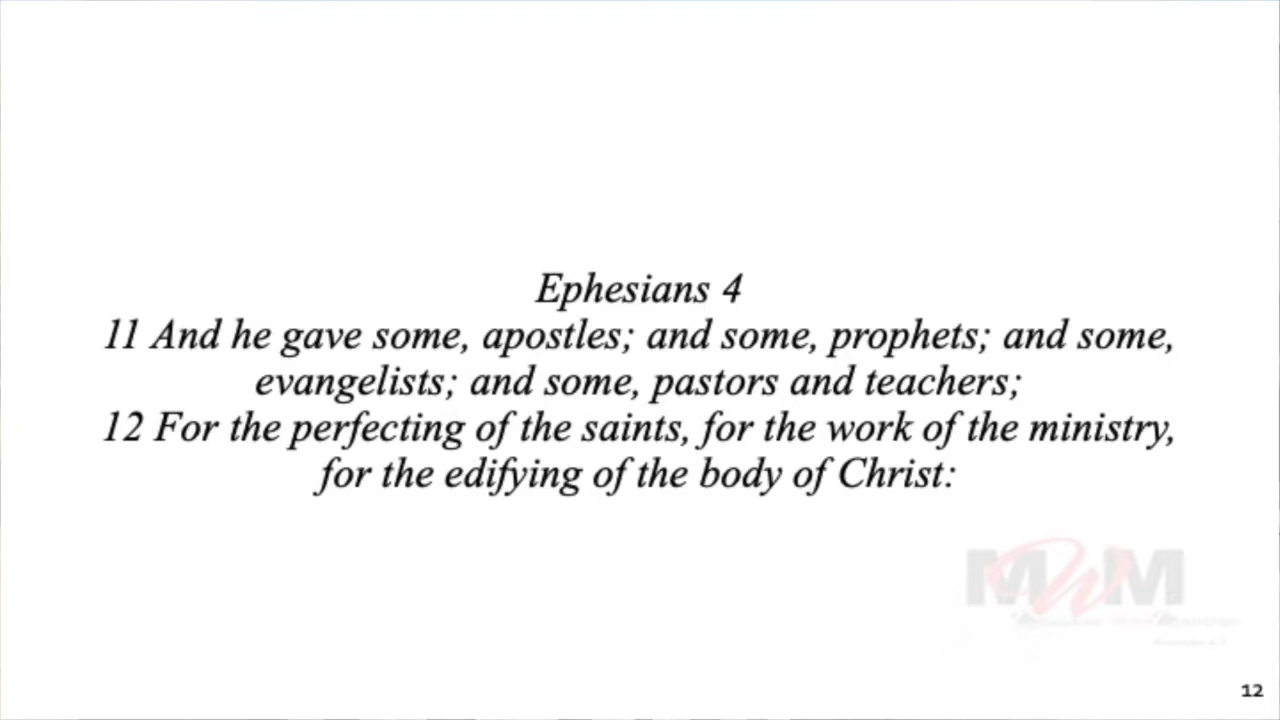 Ephesians 4
11 And he gave some, apostles; and some, prophets; and some,
evangelists; and some, pastors and teachers;
12 For the perfecting of the saints, for the work of the ministry,
for the edifying of the body of Christ:
MWM
12